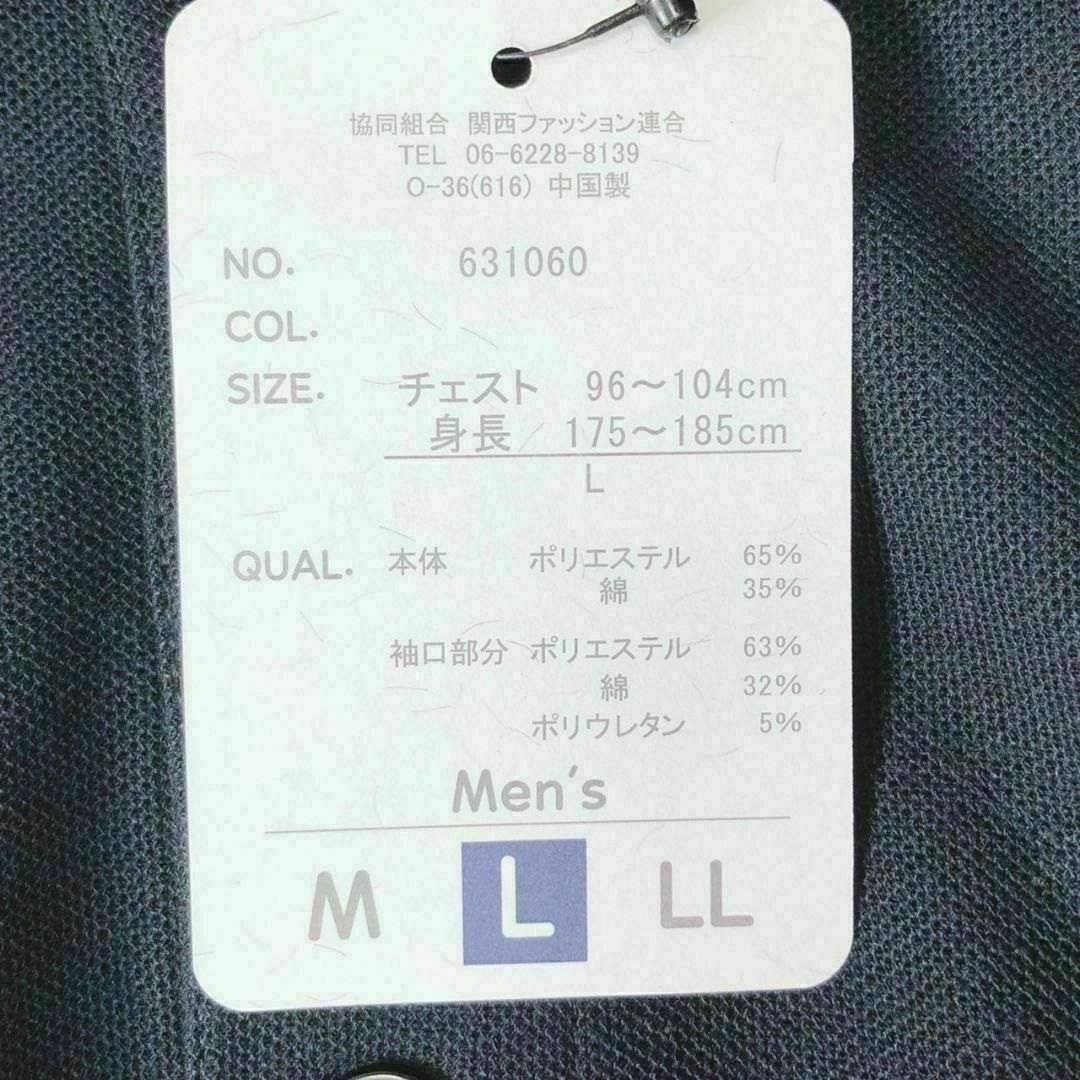 協同組合 関西ファッション連合
TEL 06-6228-8139
O-36(616) 中国製
NO. 631060
COL.
SIZE. チェスト 96〜104cm
身長 175〜185cm
L
QUAL. 本体 ポリエステル 65%
綿 35%
袖口部分 ポリエステル 63%
綿 32%
ポリウレタン 5%
Men's
M L LL